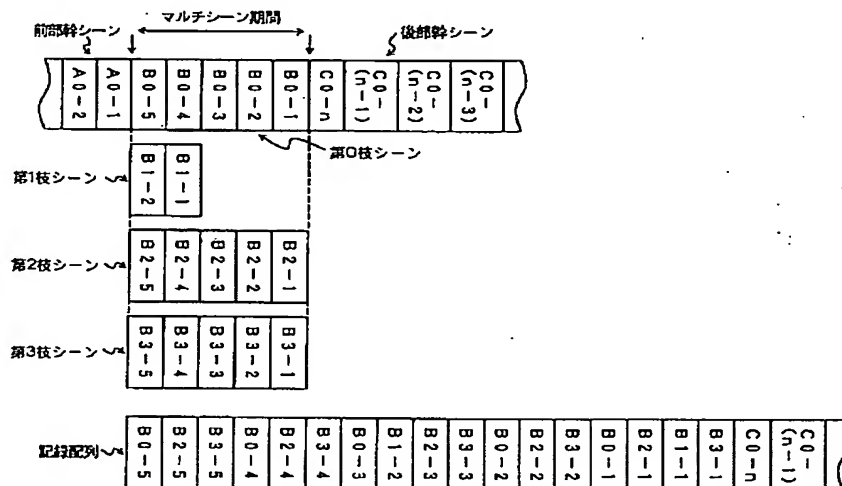 マルチシーン期間
前部幹シーン
後部幹シーン
A0-2 A0-1 B0-5 B0-4 B0-3 B0-2 B0-1 C0-n C0-(n-1) C0-(n-2) C0-(n-3)
第0枝シーン
第1枝シーン B1-2 B1-1
第2枝シーン B2-5 B2-4 B2-3 B2-2 B2-1
第3枝シーン B3-5 B3-4 B3-3 B3-2 B3-1
記録配列 B0-5 B2-5 B3-5 B0-4 B2-4 B3-4 B0-3 B1-2 B2-3 B3-3 B0-2 B2-2 B3-2 B0-1 B2-1 B1-1 B3-1 C0-n C0-(n-1)